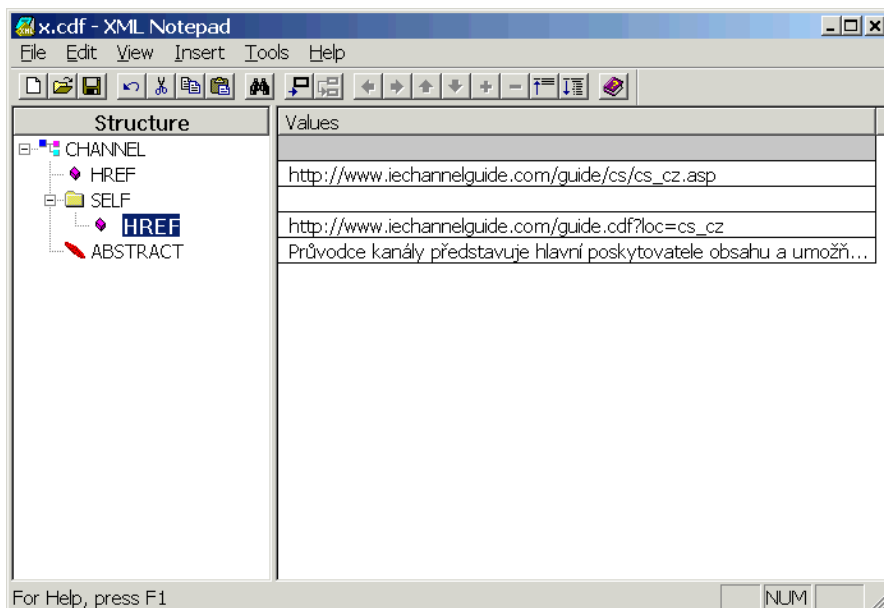 x.cdf - XML Notepad
File Edit View Insert Tools Help
Structure Values
CHANNEL
HREF http://www.iechannelguide.com/guide/cs/cs_cz.asp
SELF
HREF http://www.iechannelguide.com/guide.cdf?loc=cs_cz
ABSTRACT Průvodce kanály představuje hlavní poskytovatele obsahu a umožň...
For Help, press F1 NUM